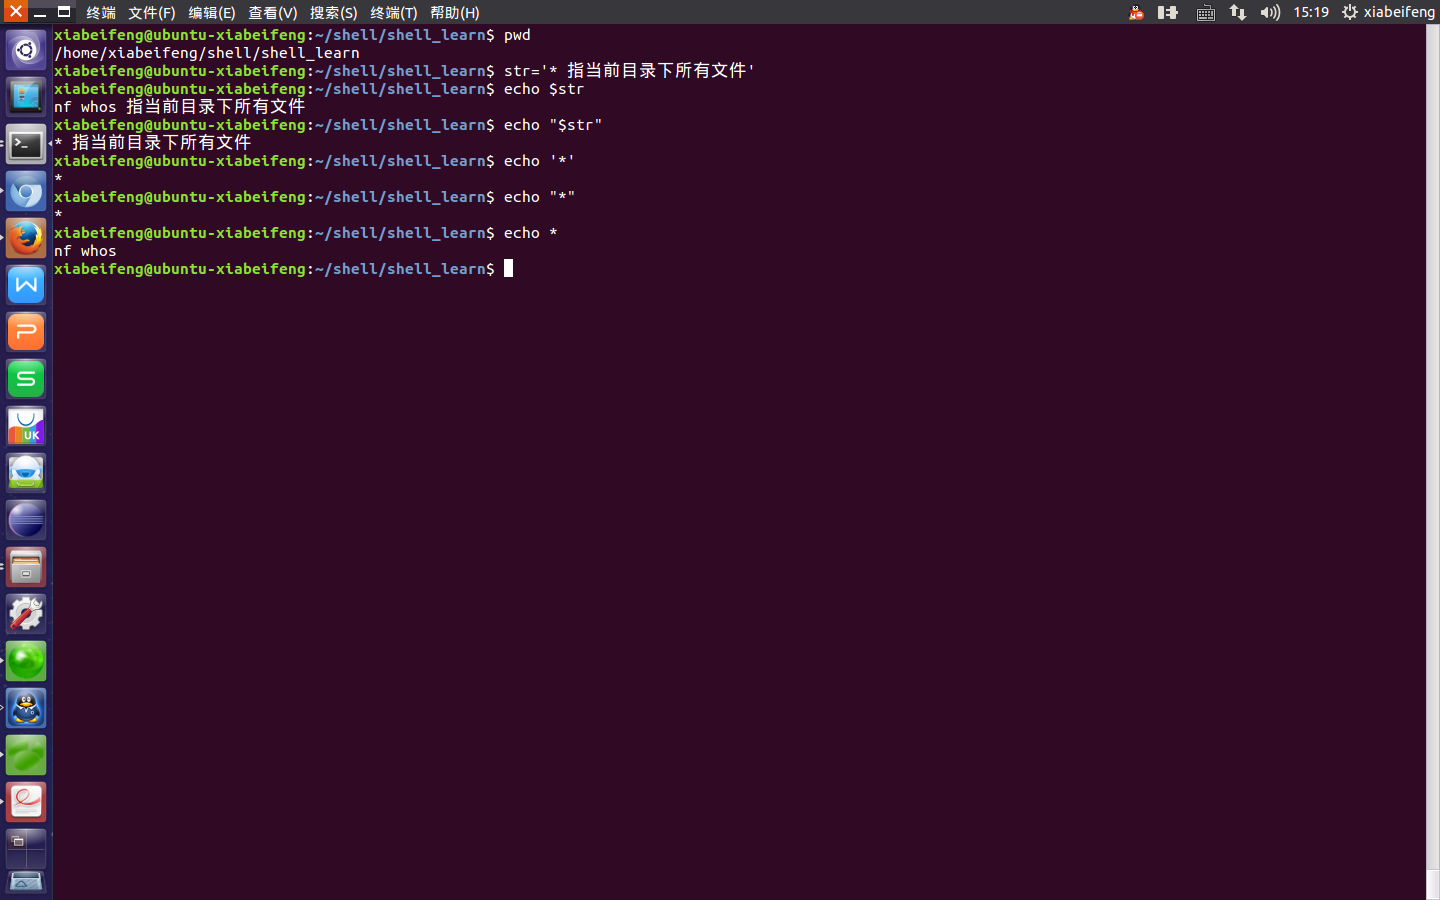 终端 文件(F) 编辑(E) 查看(V) 搜索(S) 终端(T) 帮助(H) 15:19 xiabeifeng
xiabeifeng@ubuntu-xiabeifeng:~/shell/shell_learn$ pwd
/home/xiabeifeng/shell/shell_learn
xiabeifeng@ubuntu-xiabeifeng:~/shell/shell_learn$ str='* 指当前目录下所有文件'
xiabeifeng@ubuntu-xiabeifeng:~/shell/shell_learn$ echo $str
nf whos 指当前目录下所有文件
xiabeifeng@ubuntu-xiabeifeng:~/shell/shell_learn$ echo "$str"
* 指当前目录下所有文件
xiabeifeng@ubuntu-xiabeifeng:~/shell/shell_learn$ echo '*'
*
xiabeifeng@ubuntu-xiabeifeng:~/shell/shell_learn$ echo "*"
*
xiabeifeng@ubuntu-xiabeifeng:~/shell/shell_learn$ echo *
nf whos
xiabeifeng@ubuntu-xiabeifeng:~/shell/shell_learn$
UK